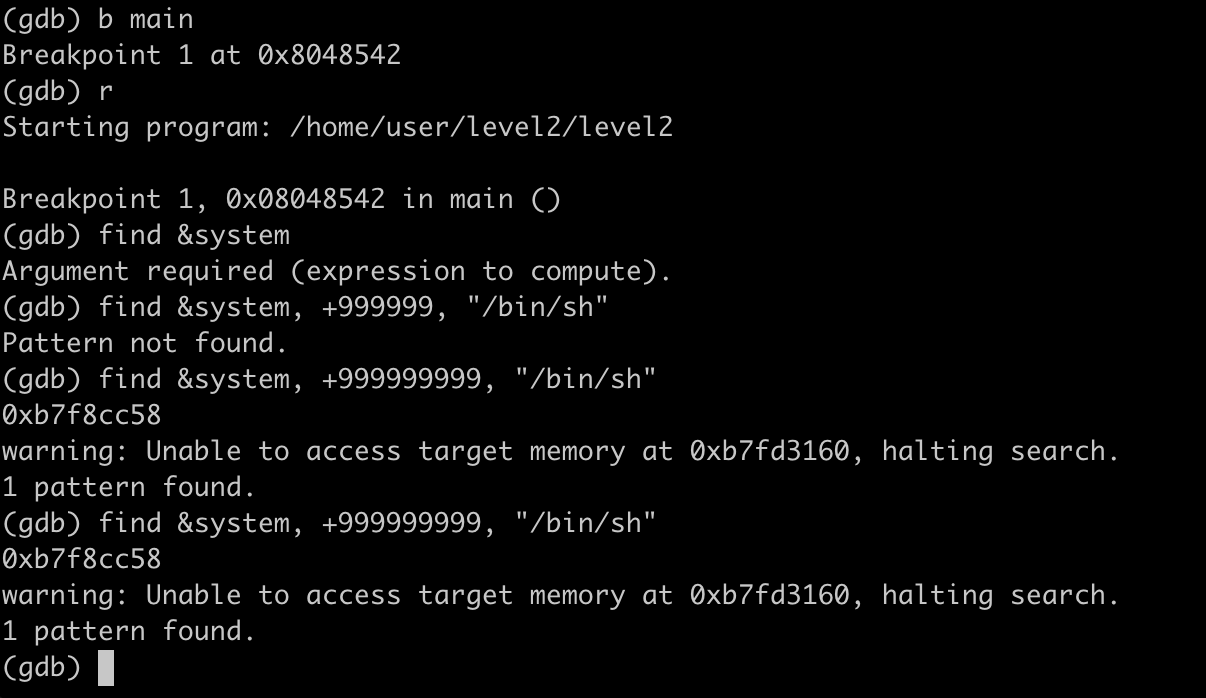 (gdb) b main
Breakpoint 1 at 0x8048542
(gdb) r
Starting program: /home/user/level2/level2
Breakpoint 1, 0x08048542 in main ()
(gdb) find &system
Argument required (expression to compute).
(gdb) find &system, +999999, "/bin/sh"
Pattern not found.
(gdb) find &system, +999999999, "/bin/sh"
0xb7f8cc58
warning: Unable to access target memory at 0xb7fd3160, halting search.
1 pattern found.
(gdb) find &system, +999999999, "/bin/sh"
0xb7f8cc58
warning: Unable to access target memory at 0xb7fd3160, halting search.
1 pattern found.
(gdb)